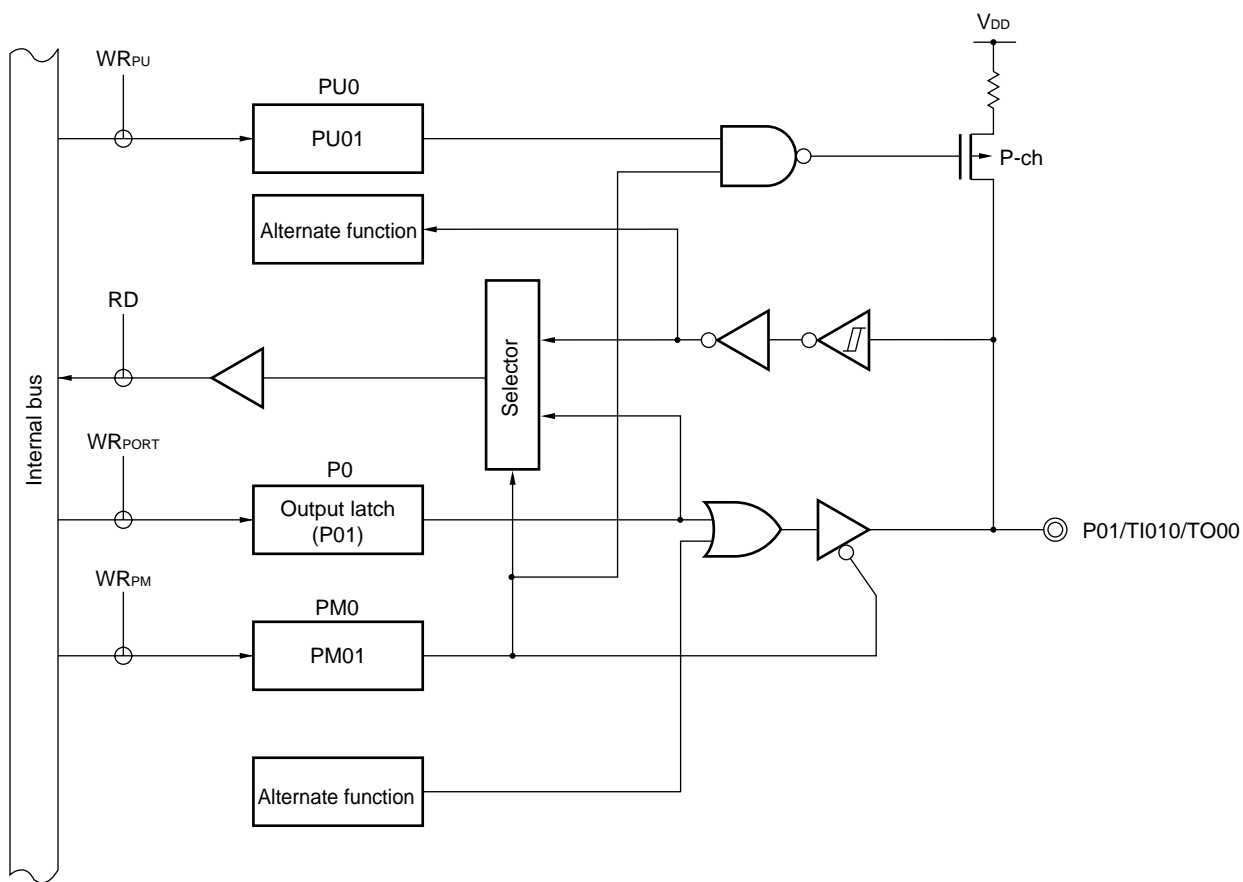 VDD
WRPU
PU0
PU01
P-ch
Alternate function
RD
Selector
Internal bus
WRPORT
P0
Output latch
(P01)
P01/TI010/TO00
WRPM
PM0
PM01
Alternate function